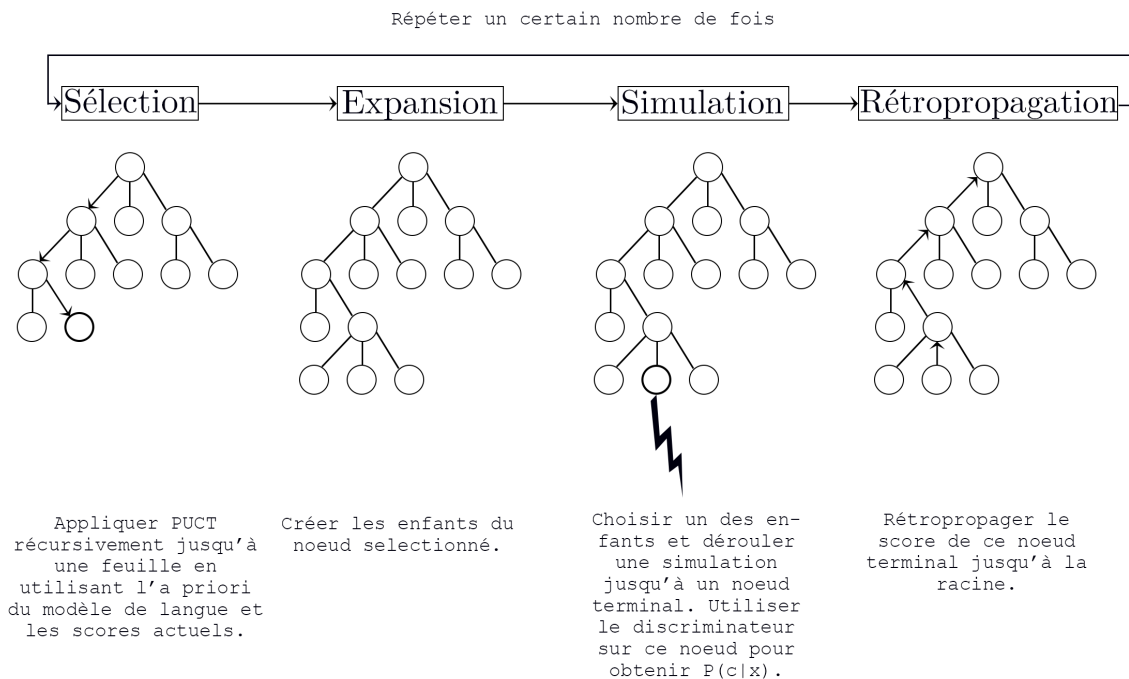 Répéter un certain nombre de fois
Sélection
Expansion
Simulation
Rétropropagation
Appliquer PUCT
récursivement jusqu'à
une feuille en
utilisant l'a priori
du modèle de langue et
les scores actuels.
Créer les enfants du
noeud selectionné.
Choisir un des en-
fants et dérouler
une simulation
jusqu'à un noeud
terminal. Utiliser
le discriminateur
sur ce noeud pour
obtenir P(c|x).
Rétropropager le
score de ce noeud
terminal jusqu'à la
racine.